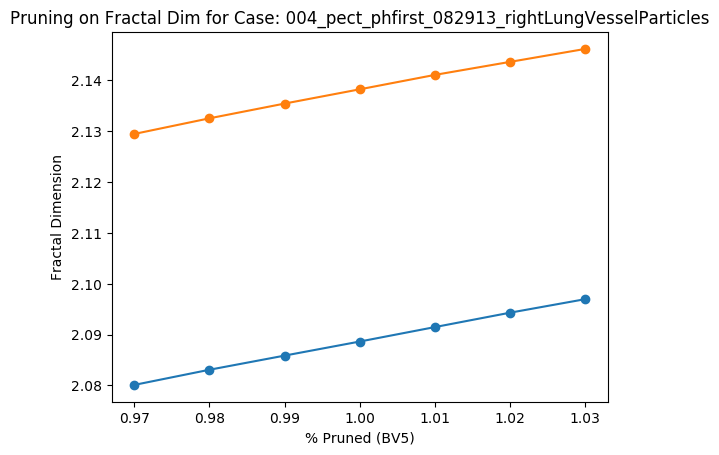 Pruning on Fractal Dim for Case: 004_pect_phfirst_082913_rightLungVesselParticles
Fractal Dimension
2.14
2.13
2.12
2.11
2.10
2.09
2.08
0.97 0.98 0.99 1.00 1.01 1.02 1.03
% Pruned (BV5)